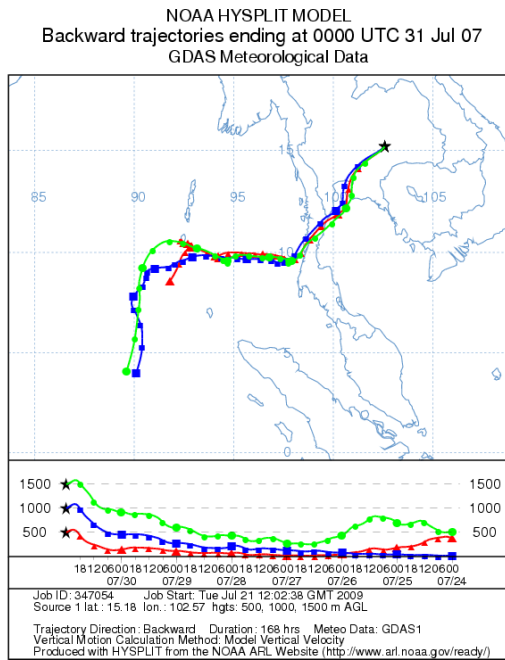 NOAA HYSPLIT MODEL
Backward trajectories ending at 0000 UTC 31 Jul 07
GDAS Meteorological Data
15
85 90 95 100 105
10
5
0
1500 1500
1000 1000
500 500
18 12 06 00 18 12 06 00 18 12 06 00 18 12 06 00 18 12 06 00 18 12 06 00 18 12 06 00
07/30 07/29 07/28 07/27 07/26 07/25 07/24
Job ID: 347054 Job Start: Tue Jul 21 12:02:38 GMT 2009
Source 1 lat.: 15.18 lon.: 102.57 hgts: 500, 1000, 1500 m AGL
Trajectory Direction: Backward Duration: 168 hrs Meteo Data: GDAS1
Vertical Motion Calculation Method: Model Vertical Velocity
Produced with HYSPLIT from the NOAA ARL Website (http://www.arl.noaa.gov/ready/)